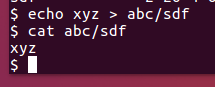 $ echo xyz > abc/sdf
$ cat abc/sdf
xyz
$